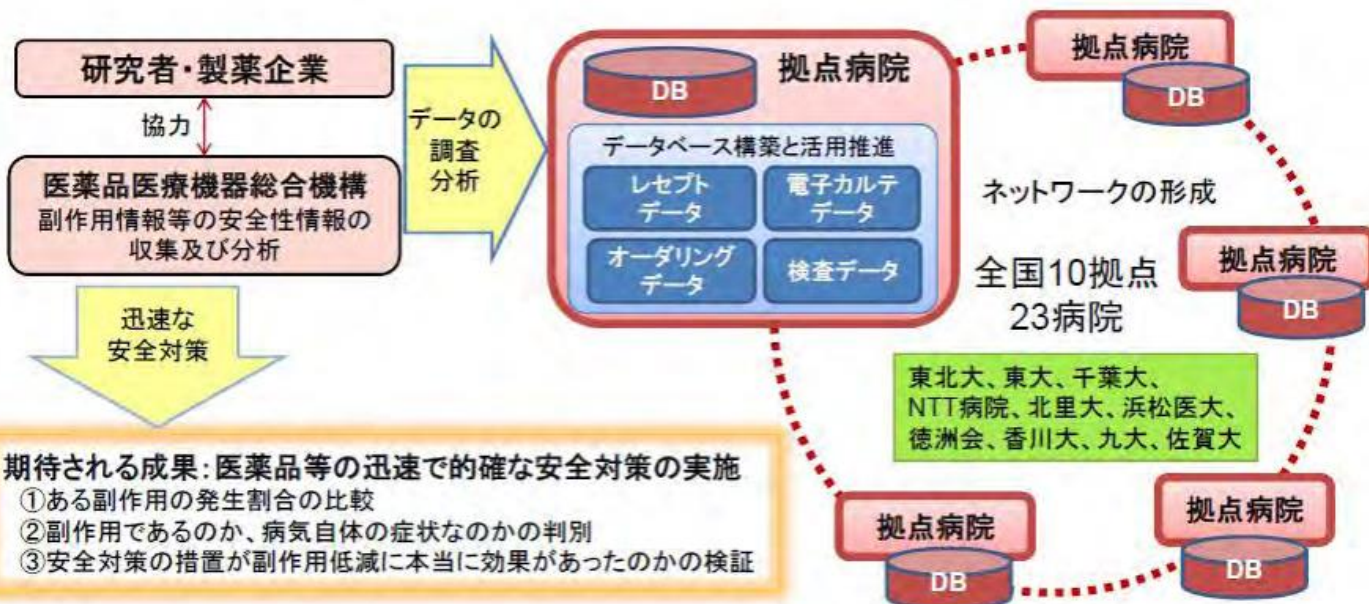 研究者・製薬企業
協力
医薬品医療機器総合機構
副作用情報等の安全性情報の
収集及び分析
データの
調査
分析
迅速な
安全対策
DB
拠点病院
データベース構築と活用推進
レセプト
データ
電子カルテ
データ
オーダリング
データ
検査データ
拠点病院
DB
ネットワークの形成
拠点病院
DB
全国10拠点
23病院
東北大、東大、千葉大、
NTT病院、北里大、浜松医大、
徳洲会、香川大、九大、佐賀大
拠点病院
DB
拠点病院
DB
期待される成果:医薬品等の迅速で的確な安全対策の実施
①ある副作用の発生割合の比較
②副作用であるのか、病気自体の症状なのかの判別
③安全対策の措置が副作用低減に本当に効果があったのかの検証